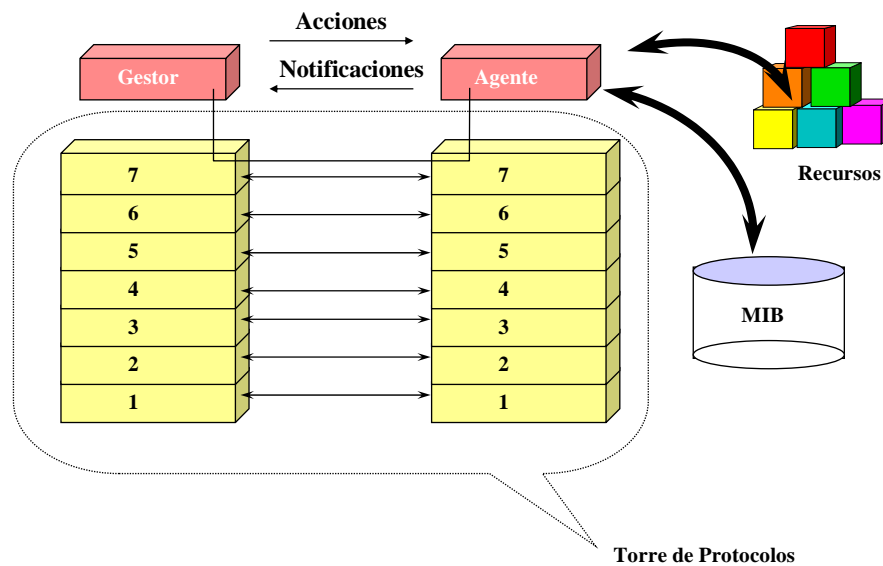 Acciones
Gestor
Notificaciones
Agente
Recursos
7
7
6
6
5
5
4
4
MIB
3
3
2
2
1
1
Torre de Protocolos